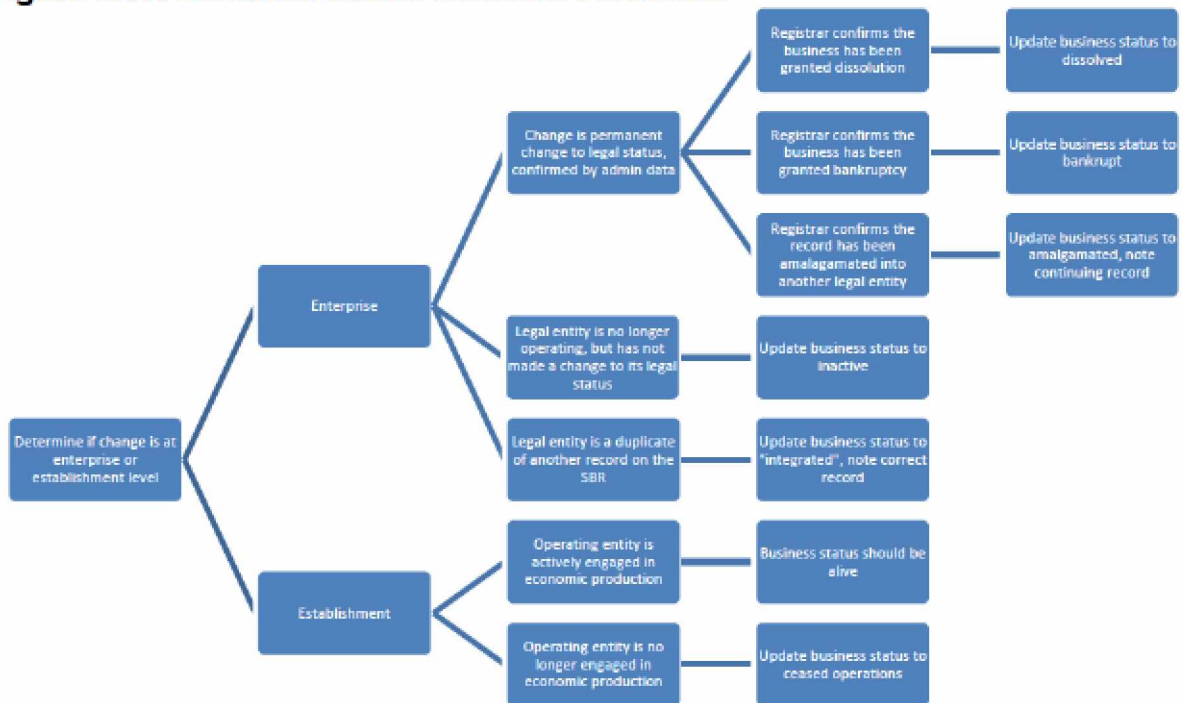 Registrar confirms the
business has been
granted dissolution
Update business status to
dissolved
Change is permanent
change to legal status,
confirmed by admin data
Registrar confirms the
business has been
granted bankruptcy
Update business status to
bankrupt
Registrar confirms the
record has been
amalagamated into
another legal entity
Update business status to
amalgamated, note
continuing record
Enterprise
Legal entity is no longer
operating, but has not
made a change to its legal
status
Update business status to
inactive
Determine if change is at
enterprise or
establishment level
Legal entity is a duplicate
of another record on the
SBR
Update business status to
"integrated", note correct
record
Operating entity is
actively engaged in
economic production
Business status should be
alive
Establishment
Operating entity is no
longer engaged in
economic production
Update business status to
ceased operations